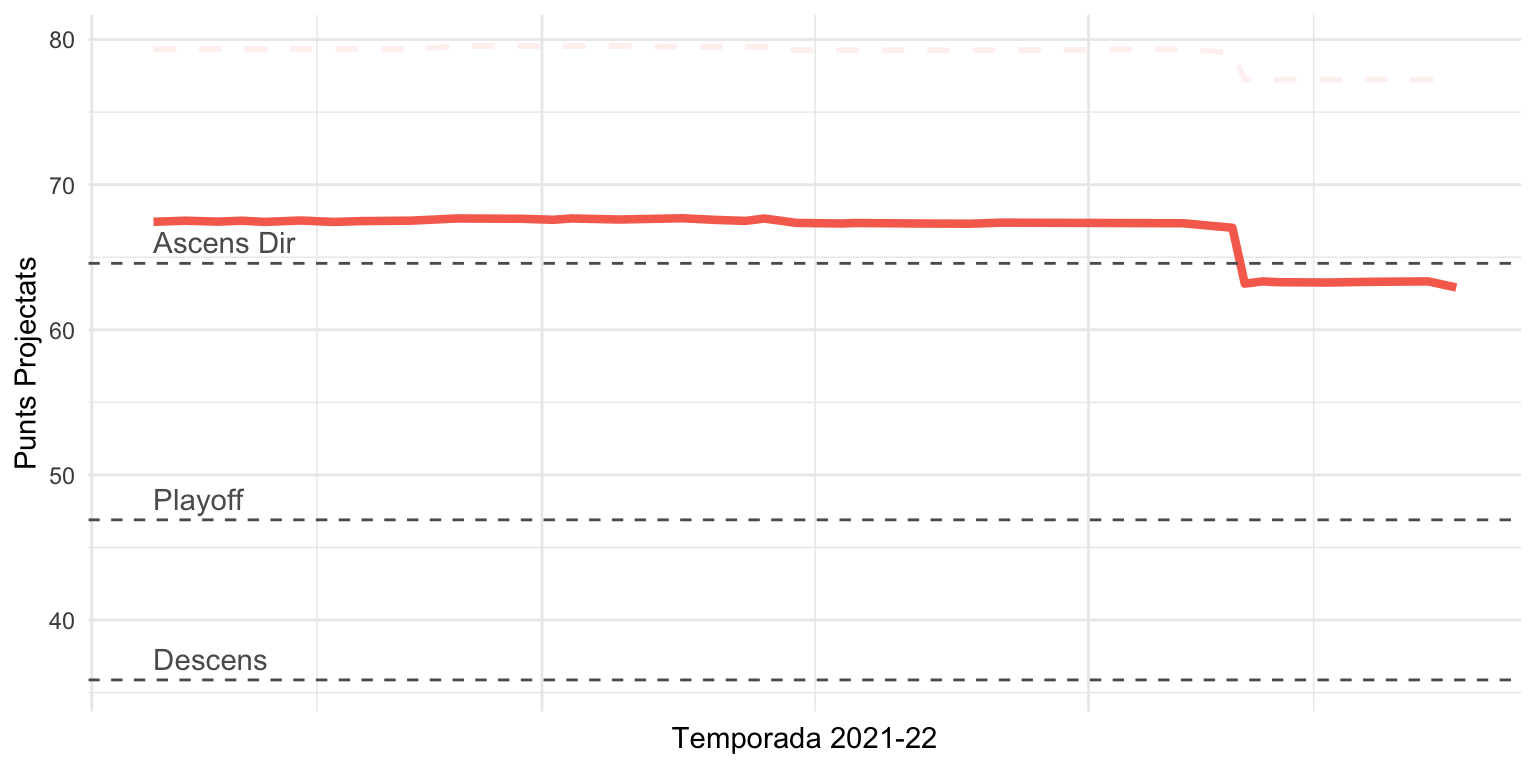 80
70
60
50
40
Punts Projectats
Ascens Dir
Playoff
Descens
Temporada 2021-22